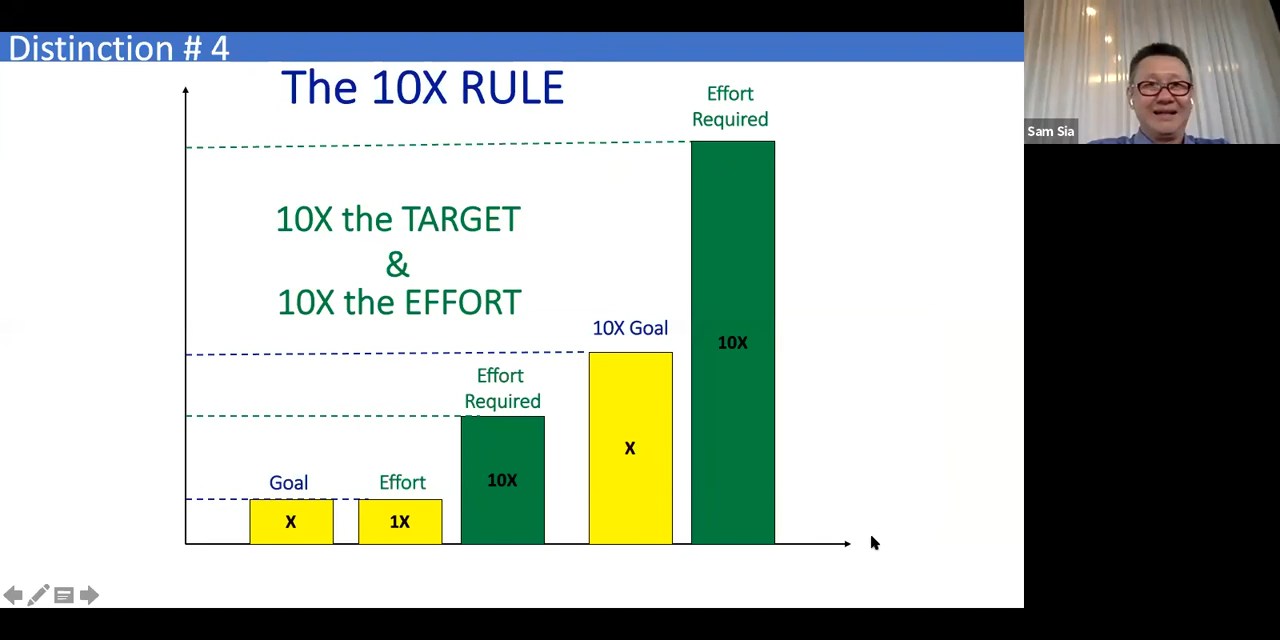 Distinction # 4
The 10X RULE
10X the TARGET
&
10X the EFFORT
Goal
X
Effort
1X
Effort
Required
10X
10X Goal
X
Effort
Required
10X
Sam Sia